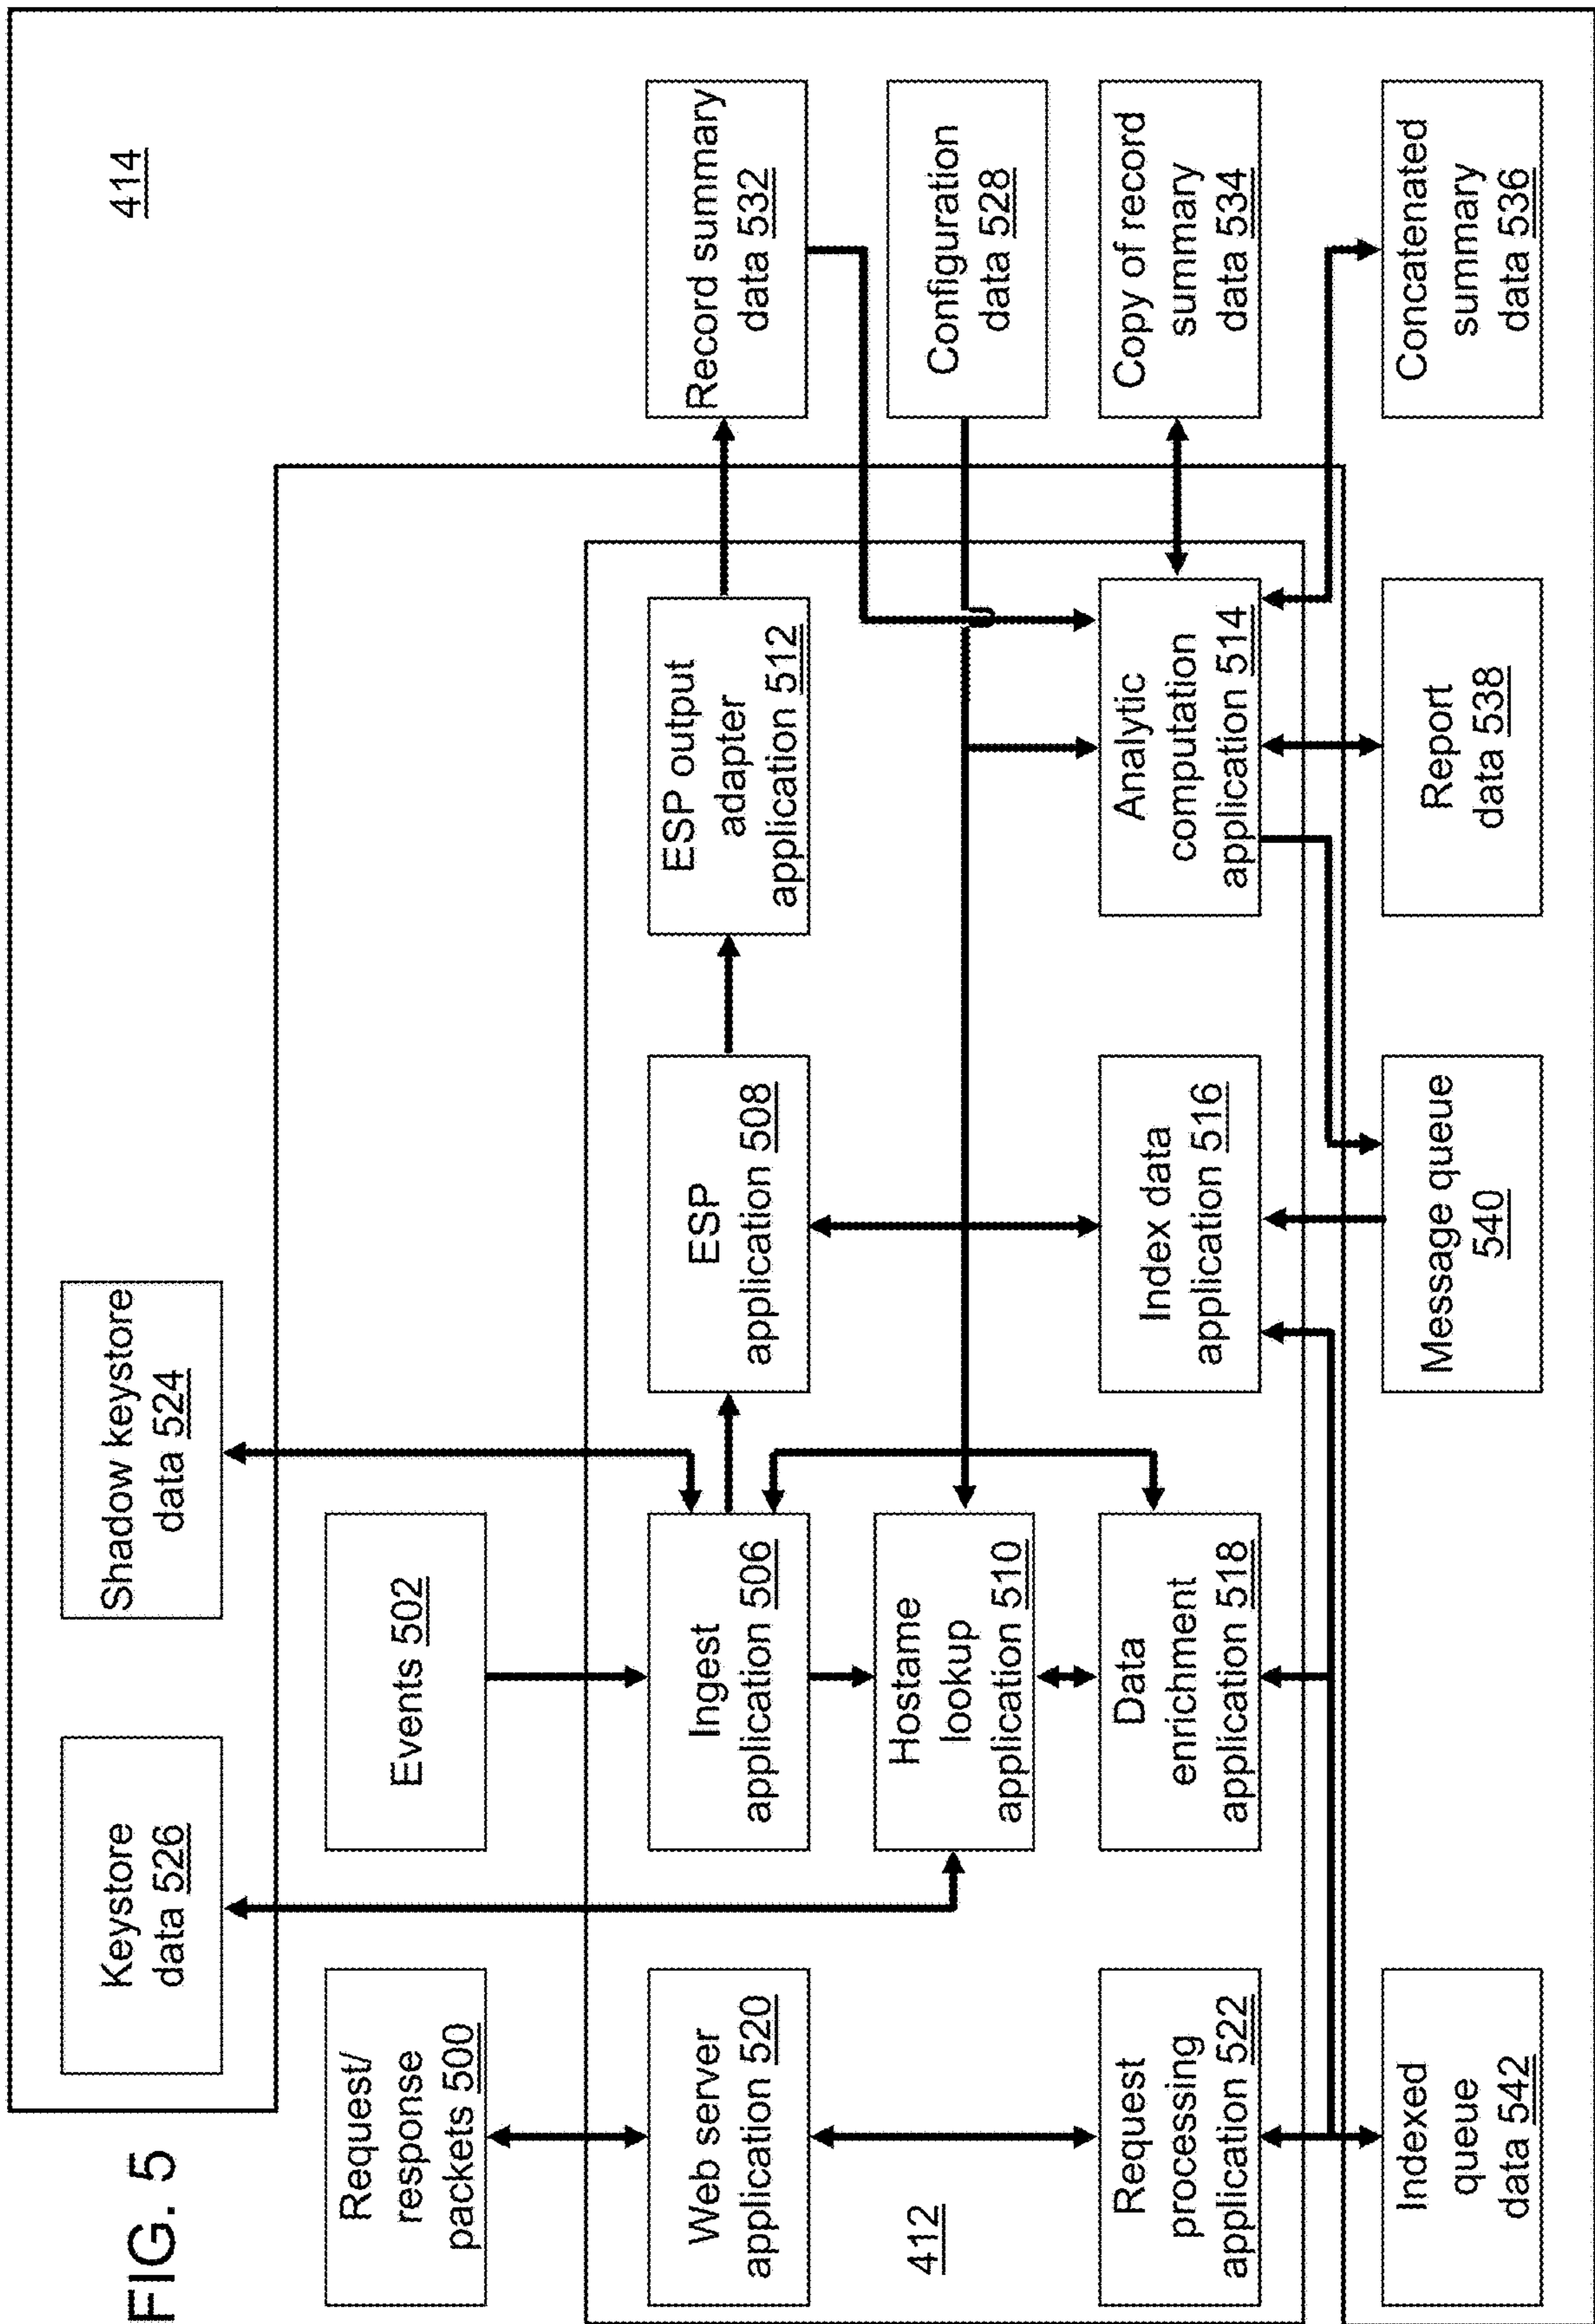 FIG. 5
414
Keystore
data 526
Shadow keystore
data 524
Request/
response
packets 500
Events 502
Web server
application 520
Ingest
application 506
ESP
application 508
ESP output
adapter
application 512
Record summary
data 532
Hostame
lookup
application 510
Configuration
data 528
412
Request
processing
application 522
Data
enrichment
application 518
Index data
application 516
Analytic
computation
application 514
Copy of record
summary
data 534
Indexed
queue
data 542
Message queue
540
Report
data 538
Concatenated
summary
data 536